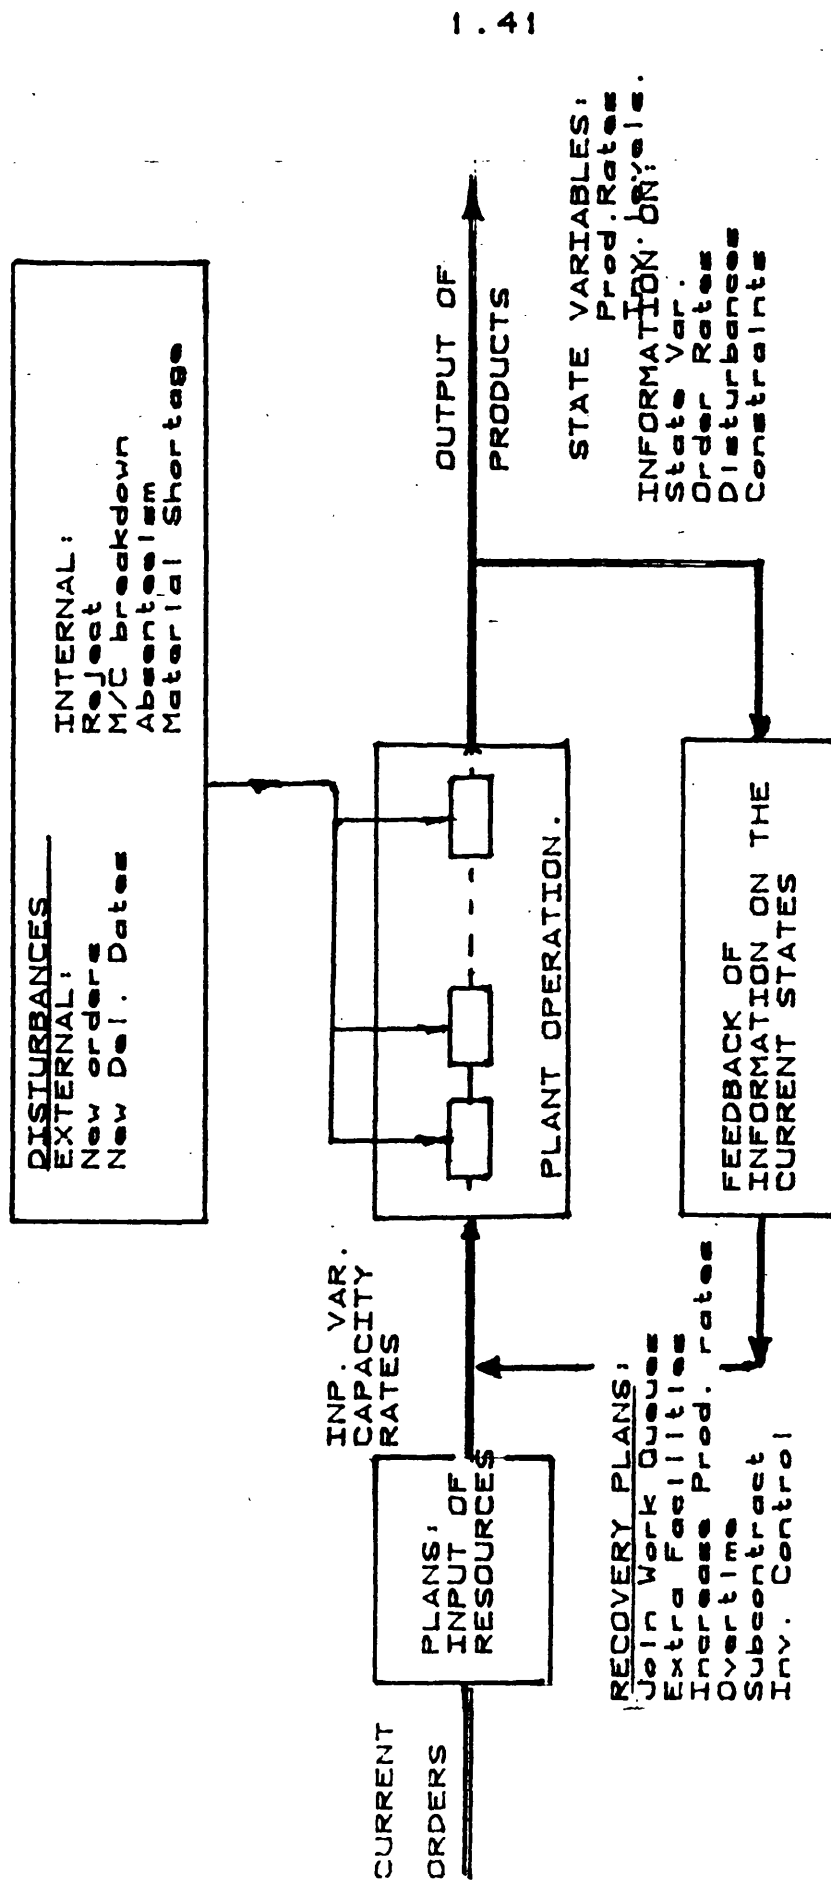 1.41
DISTURBANCES
EXTERNAL:
New orders
New Del. Dates
INTERNAL:
Reject
M/C breakdown
Absenteeism
Material Shortage
CURRENT
ORDERS
PLANS:
INPUT OF
RESOURCES
INP. VAR.
CAPACITY
RATES
PLANT OPERATION.
OUTPUT OF
PRODUCTS
STATE VARIABLES:
Prod.Rates
Inv. Levels.
INFORMATION ON:
State Var.
Order Rates
Disturbances
Constraints
FEEDBACK OF
INFORMATION ON THE
CURRENT STATES
RECOVERY PLANS:
Join Work Queues
Extra Facilities
Increase Prod. rates
Overtime
Subcontract
Inv. Control